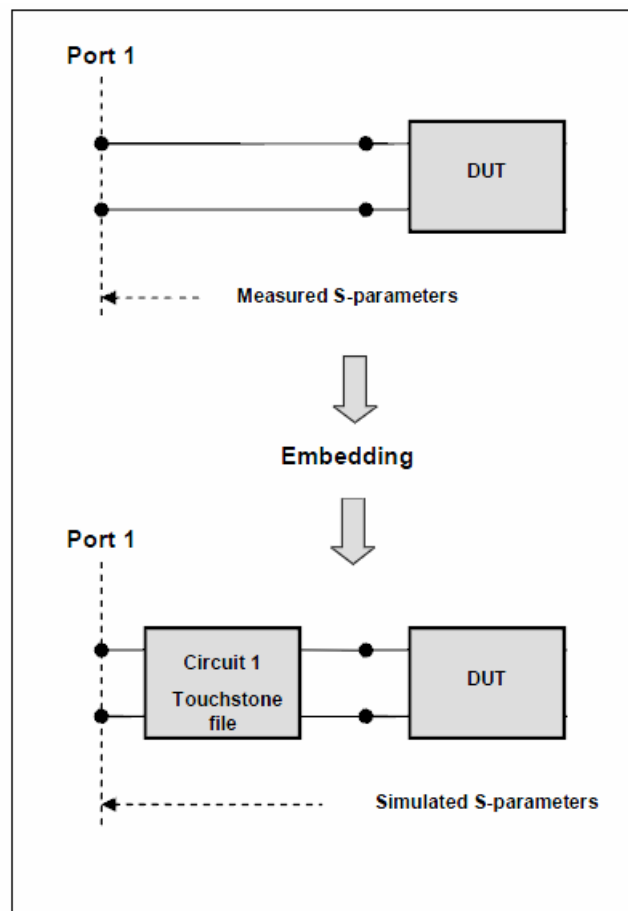 Port 1
DUT
Measured S-parameters
Embedding
Port 1
Circuit 1
Touchstone
file
DUT
Simulated S-parameters